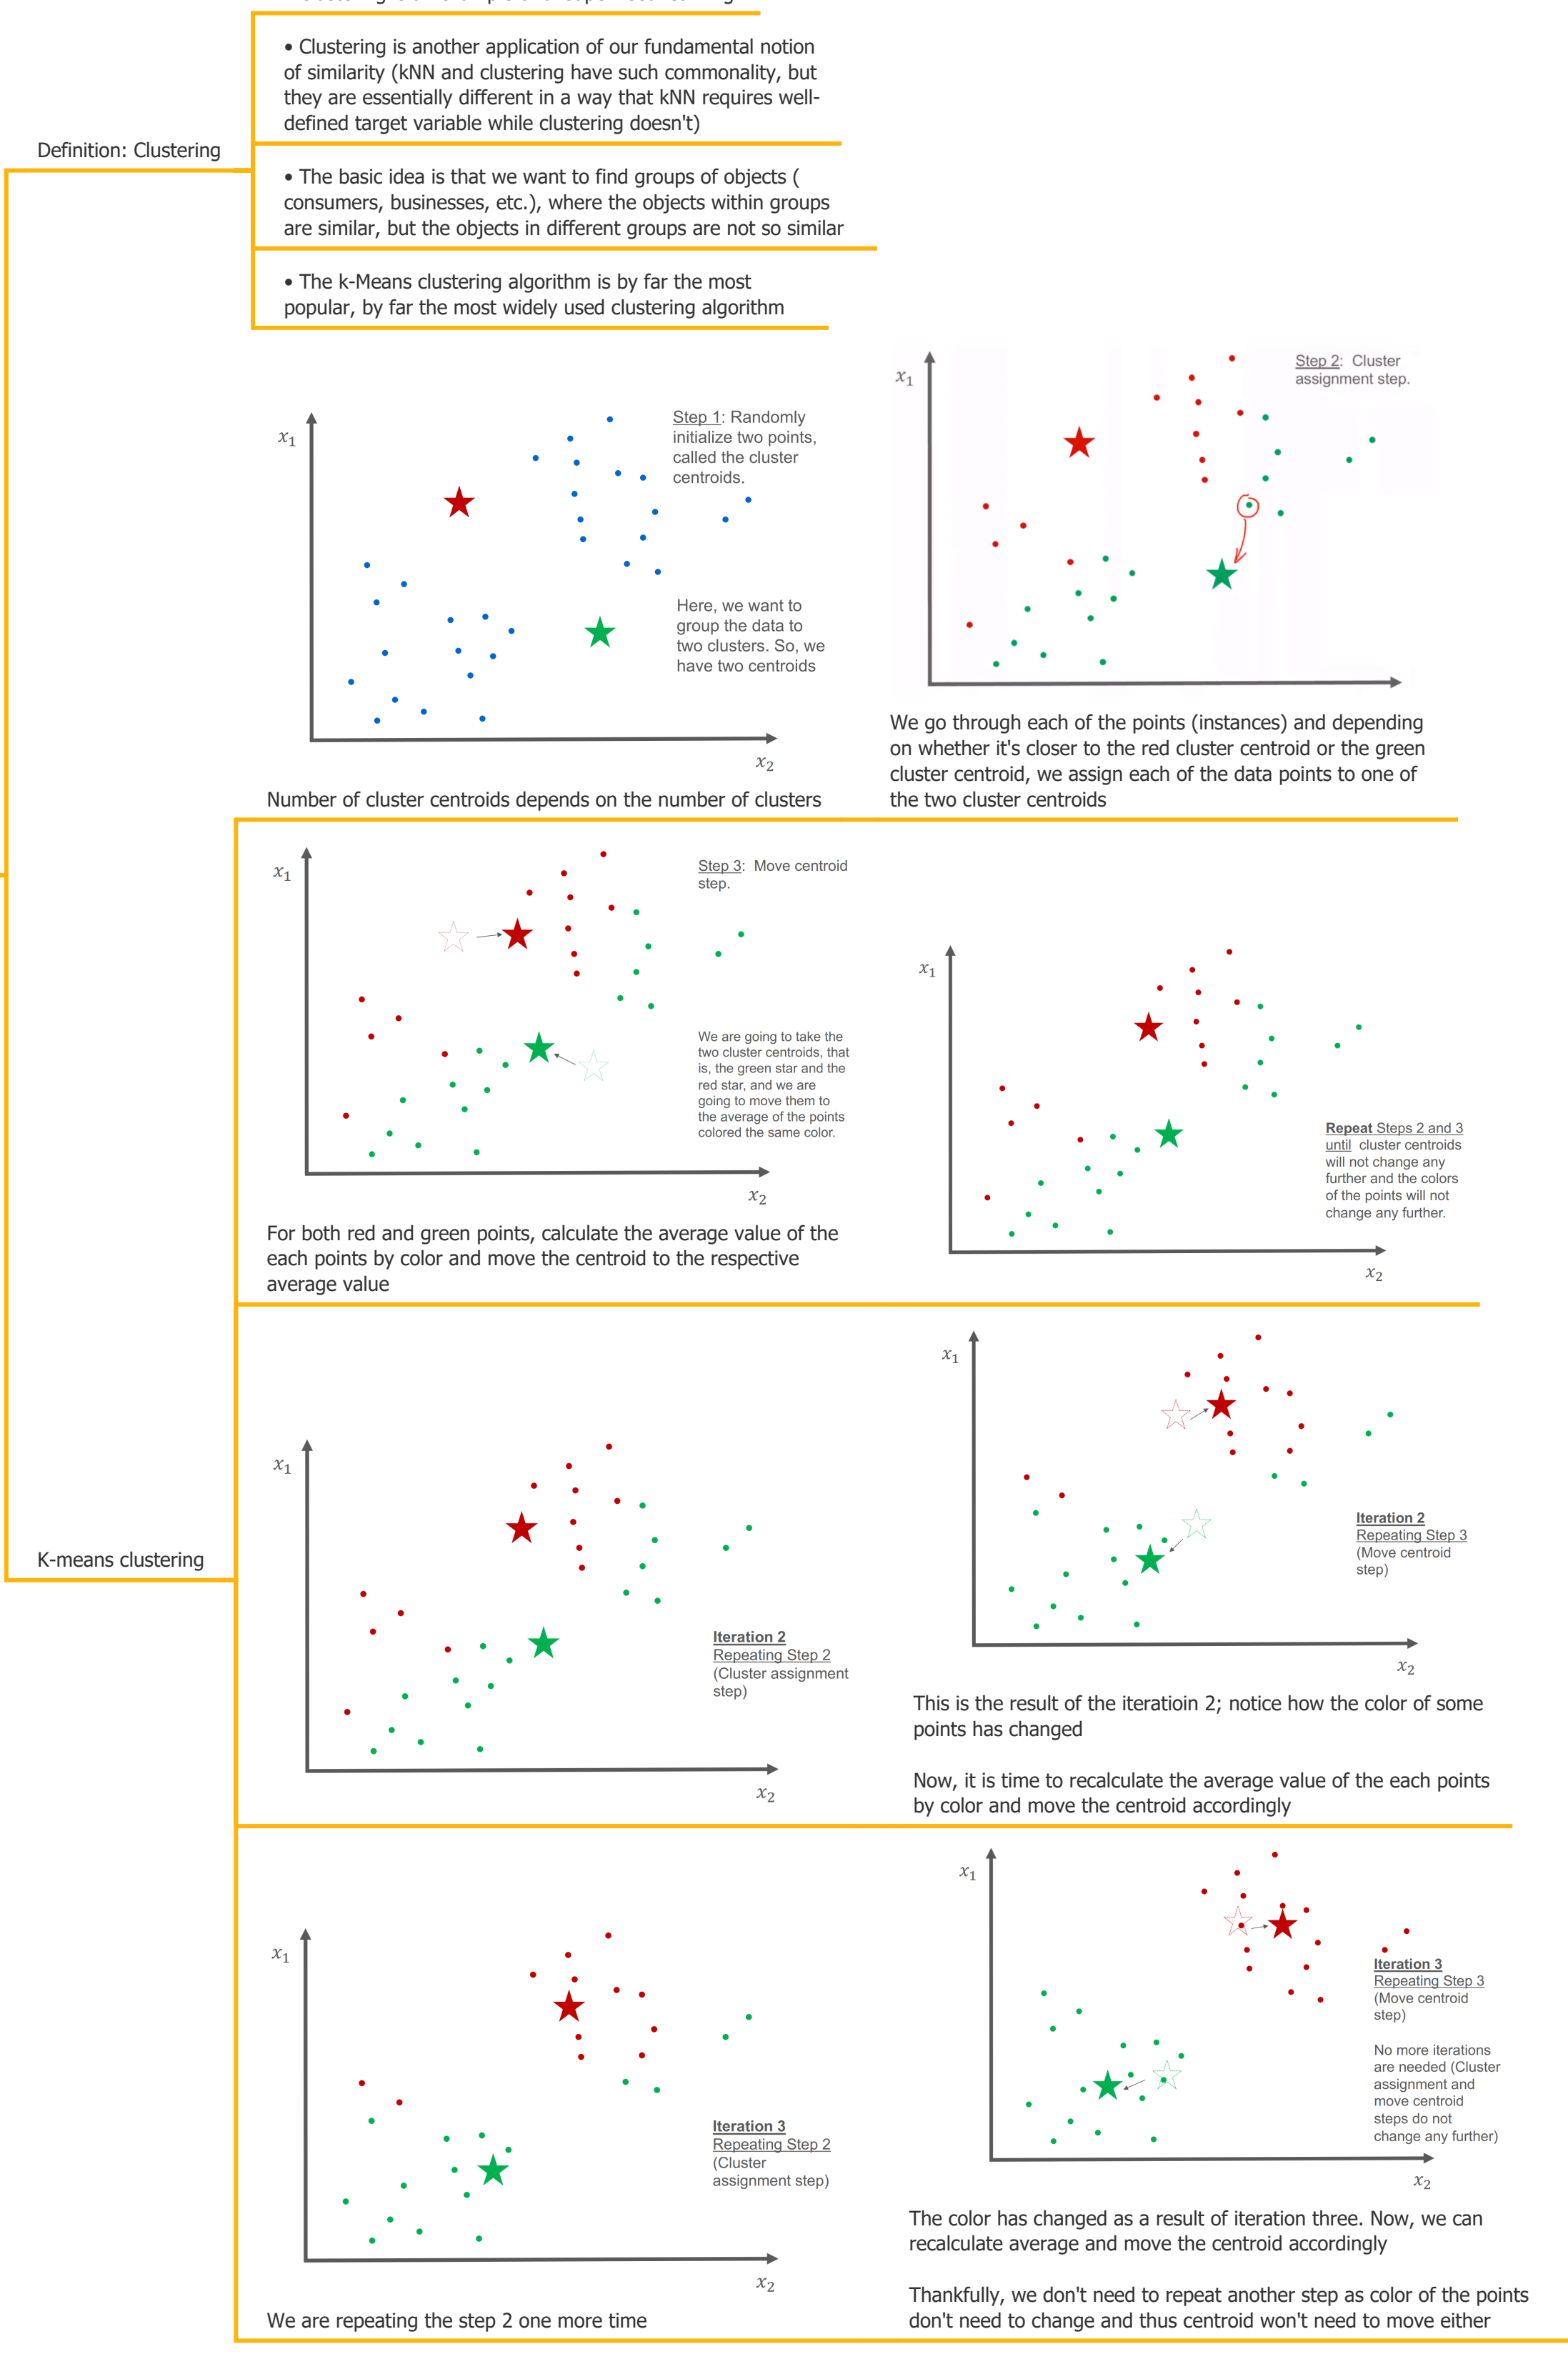 • Clustering is another application of our fundamental notion
of similarity (kNN and clustering have such commonality, but
they are essentially different in a way that kNN requires well-
defined target variable while clustering doesn't)
Definition: Clustering
• The basic idea is that we want to find groups of objects (
consumers, businesses, etc.), where the objects within groups
are similar, but the objects in different groups are not so similar
• The k-Means clustering algorithm is by far the most
popular, by far the most widely used clustering algorithm
x1
Step 1: Randomly
initialize two points,
called the cluster
centroids.
Here, we want to
group the data to
two clusters. So, we
have two centroids
x2
Number of cluster centroids depends on the number of clusters
x1
Step 2: Cluster
assignment step.
We go through each of the points (instances) and depending
on whether it's closer to the red cluster centroid or the green
cluster centroid, we assign each of the data points to one of
the two cluster centroids
x1
Step 3: Move centroid
step.
We are going to take the
two cluster centroids, that
is, the green star and the
red star, and we are
going to move them to
the average of the points
colored the same color.
x2
For both red and green points, calculate the average value of the
each points by color and move the centroid to the respective
average value
x1
Repeat Steps 2 and 3
until cluster centroids
will not change any
further and the colors
of the points will not
change any further.
x2
K-means clustering
x1
Iteration 2
Repeating Step 2
(Cluster assignment
step)
x2
x1
Iteration 2
Repeating Step 3
(Move centroid
step)
x2
This is the result of the iteratioin 2; notice how the color of some
points has changed
Now, it is time to recalculate the average value of the each points
by color and move the centroid accordingly
x1
Iteration 3
Repeating Step 2
(Cluster
assignment step)
x2
We are repeating the step 2 one more time
x1
Iteration 3
Repeating Step 3
(Move centroid
step)
No more iterations
are needed (Cluster
assignment and
move centroid
steps do not
change any further)
x2
The color has changed as a result of iteration three. Now, we can
recalculate average and move the centroid accordingly
Thankfully, we don't need to repeat another step as color of the points
don't need to change and thus centroid won't need to move either